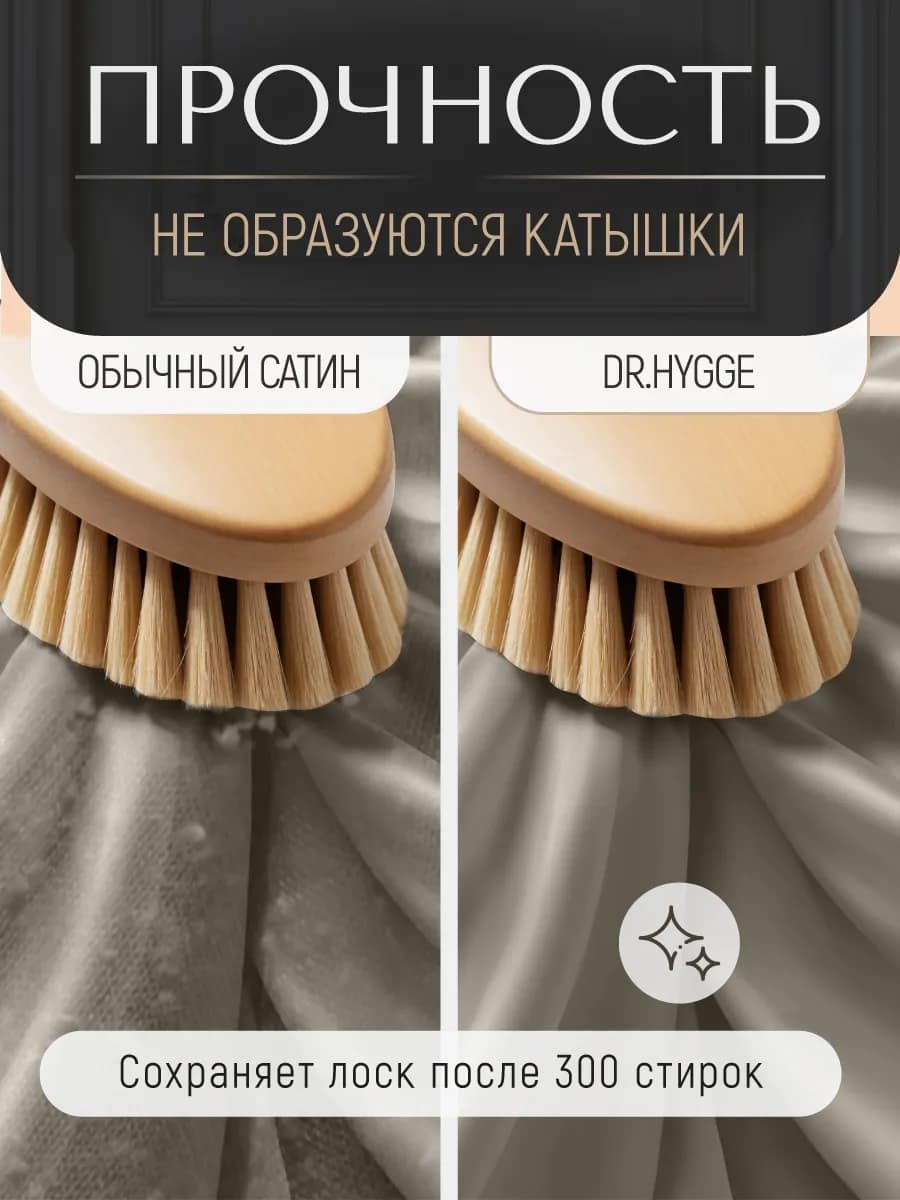 ПРОЧНОСТЬ
НЕ ОБРАЗУЮТСЯ КАТЫШКИ
ОБЫЧНЫЙ САТИН
DR.HYGGE
Сохраняет лоск после 300 стирок